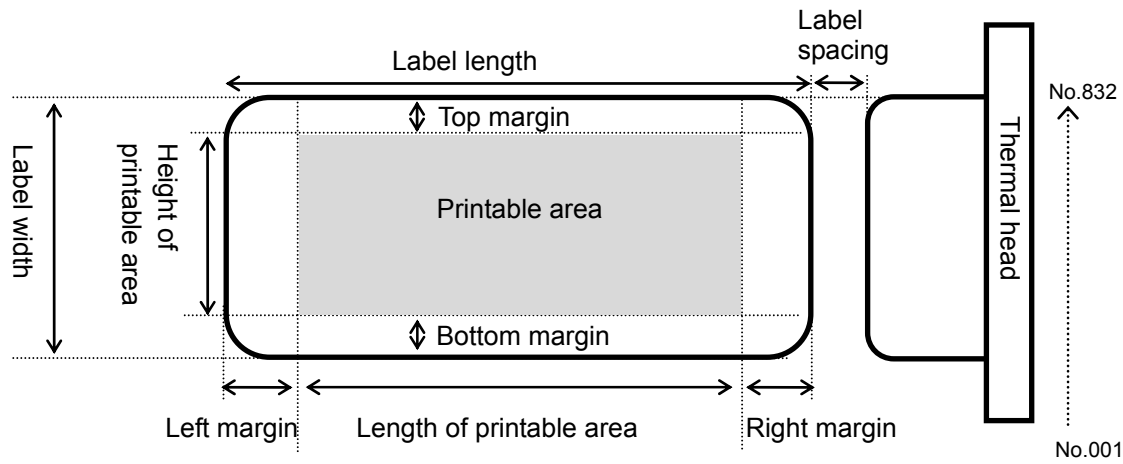 Label
spacing
Label length
No.832
Top margin
Label width
Height of
printable area
Printable area
Thermal head
Bottom margin
Left margin
Length of printable area
Right margin
No.001